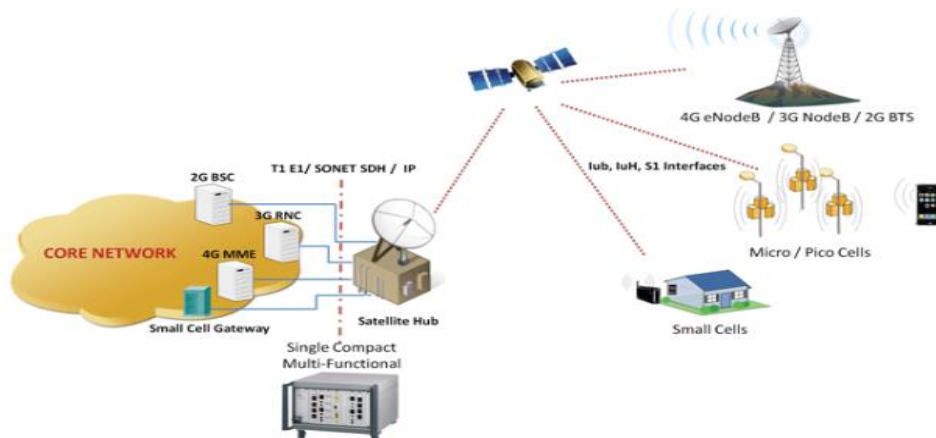 4G eNodeB / 3G NodeB / 2G BTS
T1 E1/ SONET SDH / IP
Iub, IuH, S1 Interfaces
2G BSC
3G RNC
CORE NETWORK
4G MME
Micro / Pico Cells
Small Cell Gateway
Satellite Hub
Small Cells
Single Compact
Multi-Functional